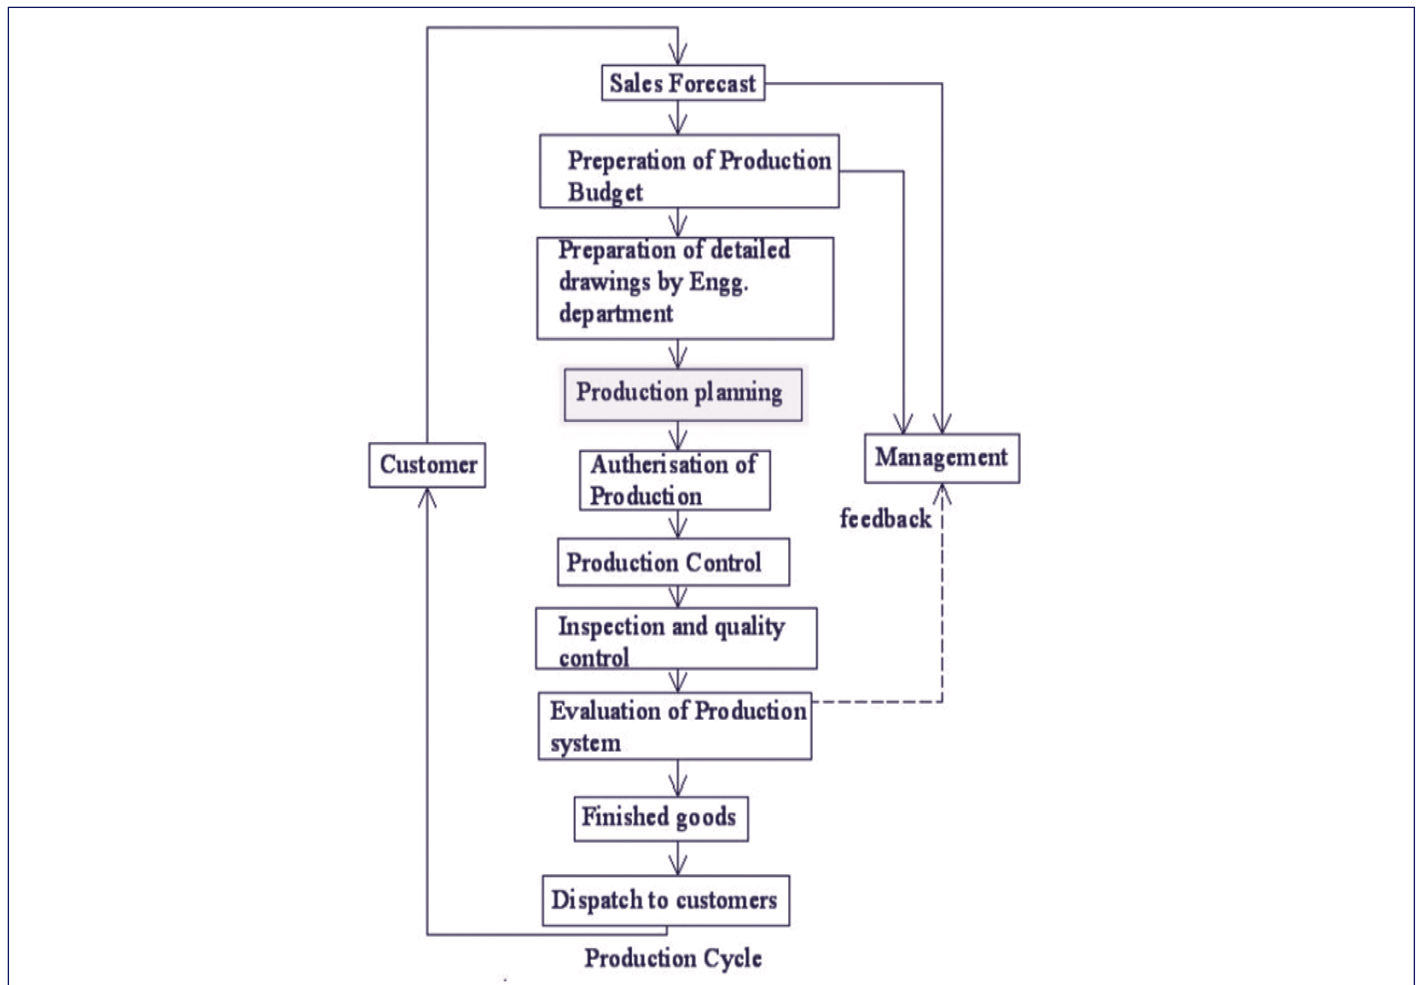 Sales Forecast
Preperation of Production
Budget
Preparation of detailed
drawings by Engg.
department
Production planning
Customer
Autherisation of
Production
Management
feedback
Production Control
Inspection and quality
control
Evaluation of Production
system
Finished goods
Dispatch to customers
Production Cycle